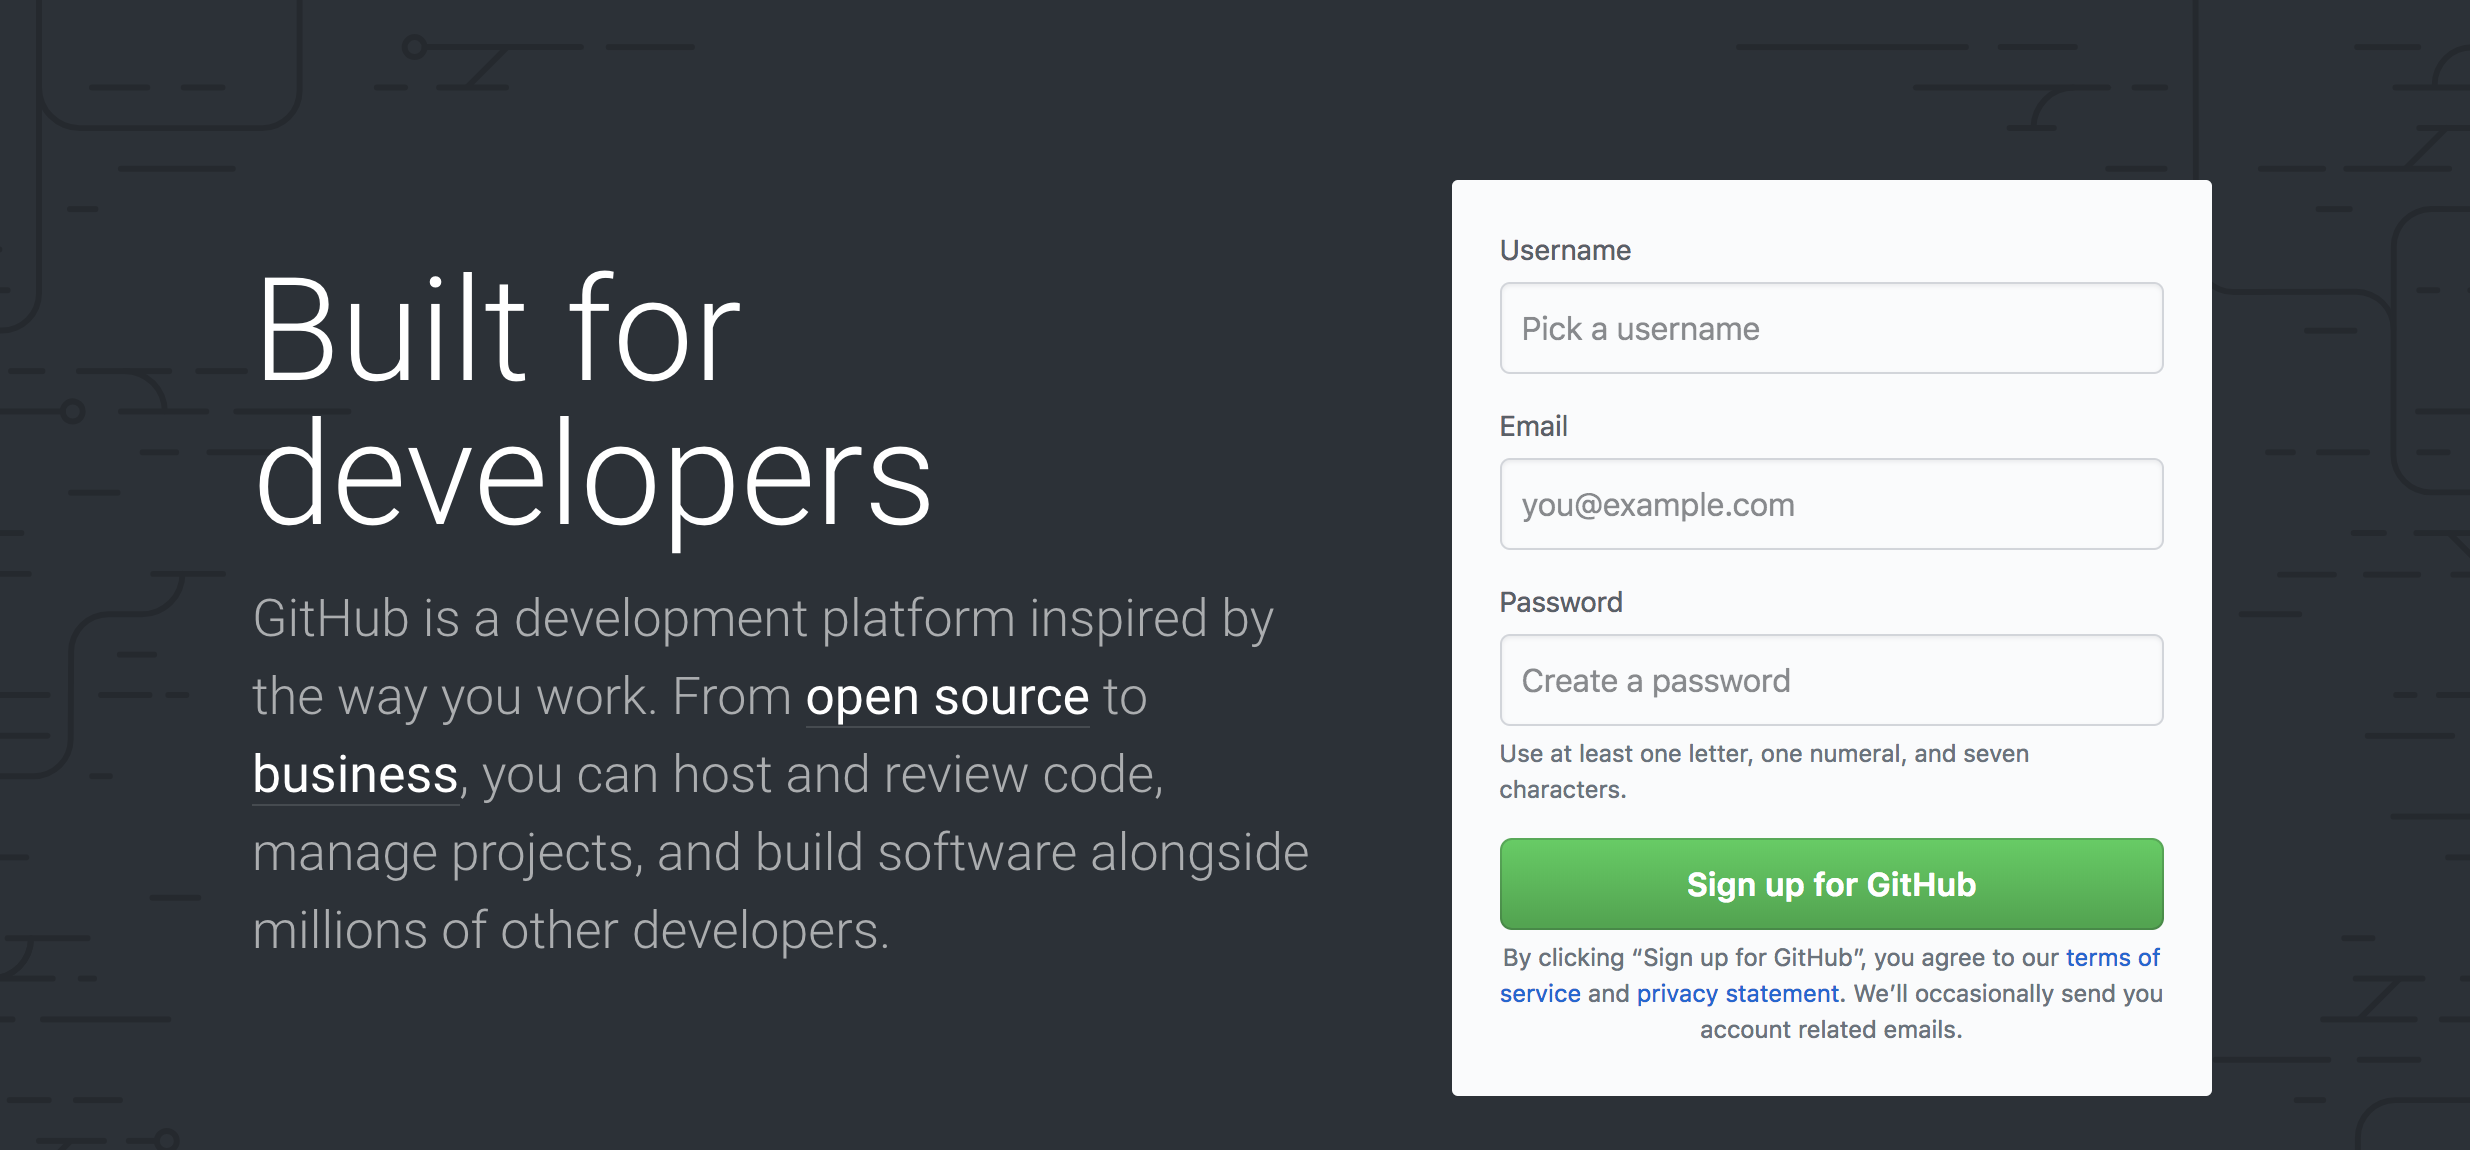 Built for
developers
GitHub is a development platform inspired by
the way you work. From open source to
business, you can host and review code,
manage projects, and build software alongside
millions of other developers.
Username
Pick a username
Email
you@example.com
Password
Create a password
Use at least one letter, one numeral, and seven
characters.
Sign up for GitHub
By clicking “Sign up for GitHub”, you agree to our terms of
service and privacy statement. We’ll occasionally send you
account related emails.